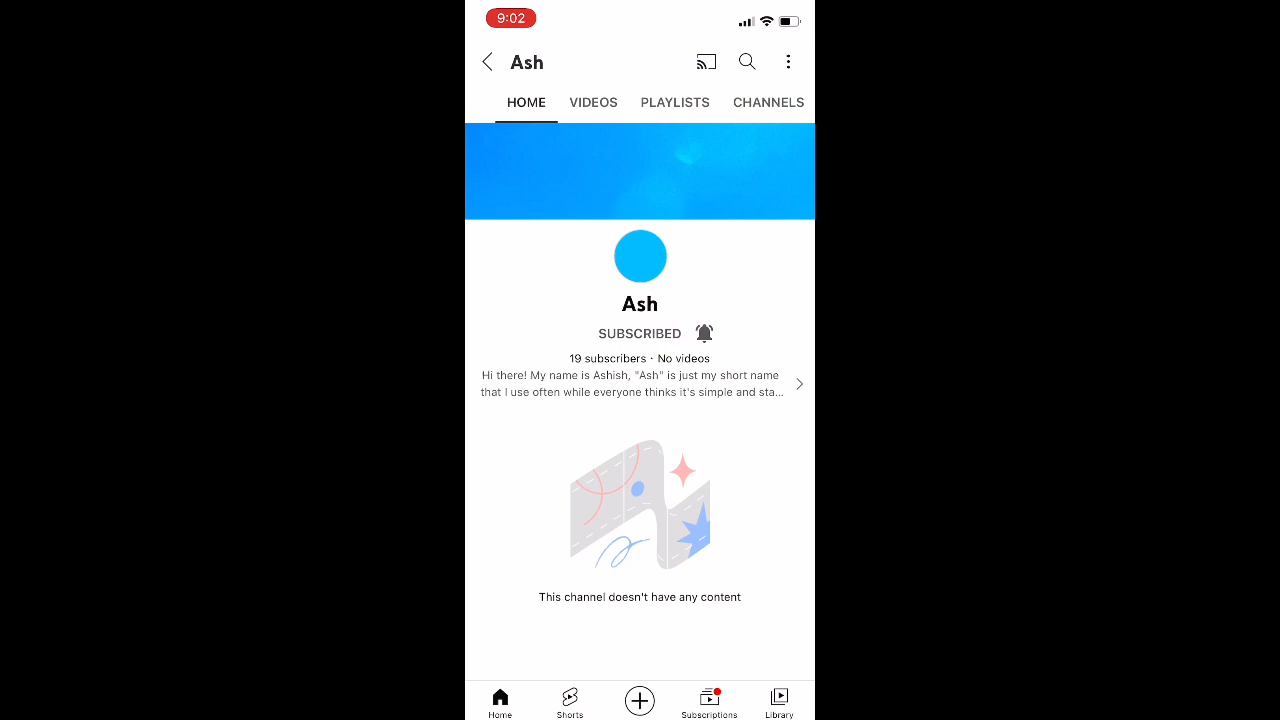 9:02
Ash
HOME VIDEOS PLAYLISTS CHANNELS
Ash
SUBSCRIBED
19 subscribers · No videos
Hi there! My name is Ashish, "Ash" is just my short name
that I use often while everyone thinks it's simple and sta...
This channel doesn't have any content
Home Shorts Subscriptions Library